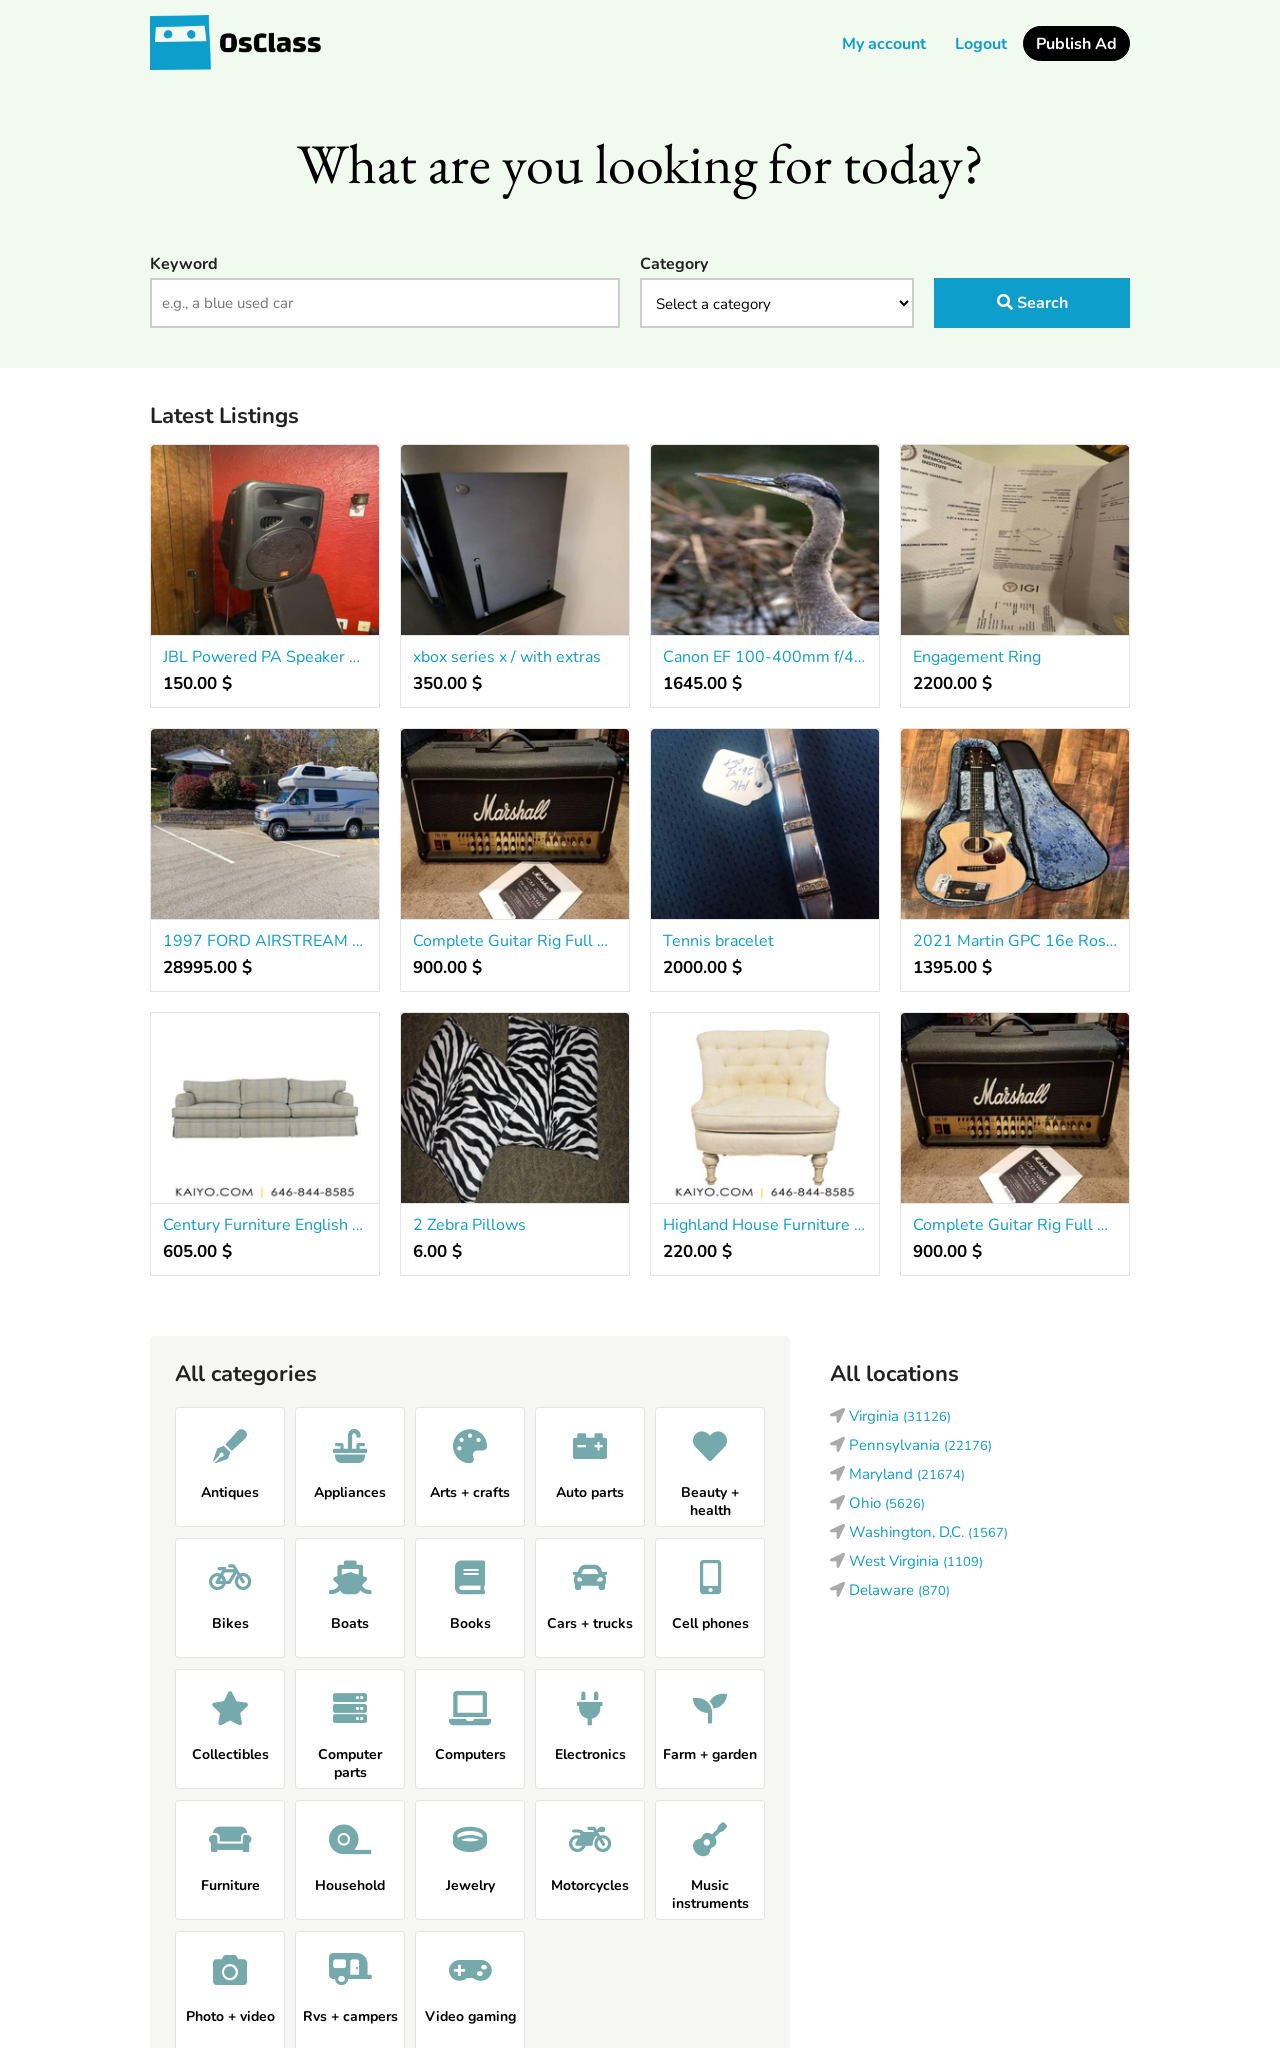 OsClass
My account
Logout
Publish Ad
What are you looking for today?
Keyword
Category
e.g., a blue used car
Select a category
Search
Latest Listings
INTERNATIONAL
GEMOLOGICAL
INSTITUTE
IGI
JBL Powered PA Speaker ...
150.00 $
xbox series x / with extras
350.00 $
Canon EF 100-400mm f/4...
1645.00 $
Engagement Ring
2200.00 $
Marshall
Marshall
14K
1997 FORD AIRSTREAM ...
28995.00 $
Complete Guitar Rig Full ...
900.00 $
Tennis bracelet
2000.00 $
2021 Martin GPC 16e Ros...
1395.00 $
KAIYO.COM | 646-844-8585
KAIYO.COM | 646-844-8585
Marshall
Marshall
Century Furniture English ...
605.00 $
2 Zebra Pillows
6.00 $
Highland House Furniture ...
220.00 $
Complete Guitar Rig Full ...
900.00 $
All categories
Antiques
Appliances
Arts + crafts
Auto parts
Beauty +
health
Bikes
Boats
Books
Cars + trucks
Cell phones
Collectibles
Computer
parts
Computers
Electronics
Farm + garden
Furniture
Household
Jewelry
Motorcycles
Music
instruments
Photo + video
Rvs + campers
Video gaming
All locations
Virginia (31126)
Pennsylvania (22176)
Maryland (21674)
Ohio (5626)
Washington, D.C. (1567)
West Virginia (1109)
Delaware (870)